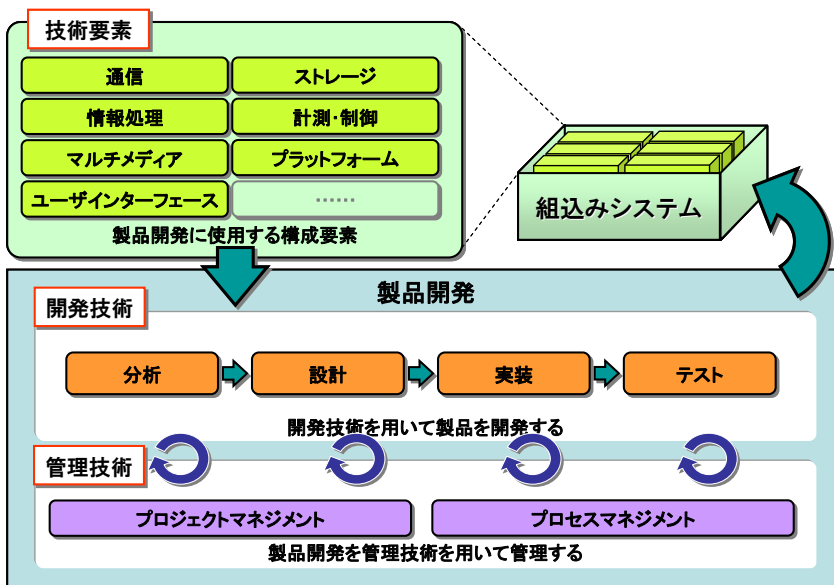 技術要素
通信
ストレージ
情報処理
計測・制御
マルチメディア
プラットフォーム
ユーザインターフェース
……
製品開発に使用する構成要素
組込みシステム
製品開発
開発技術
分析
設計
実装
テスト
開発技術を用いて製品を開発する
管理技術
プロジェクトマネジメント
プロセスマネジメント
製品開発を管理技術を用いて管理する